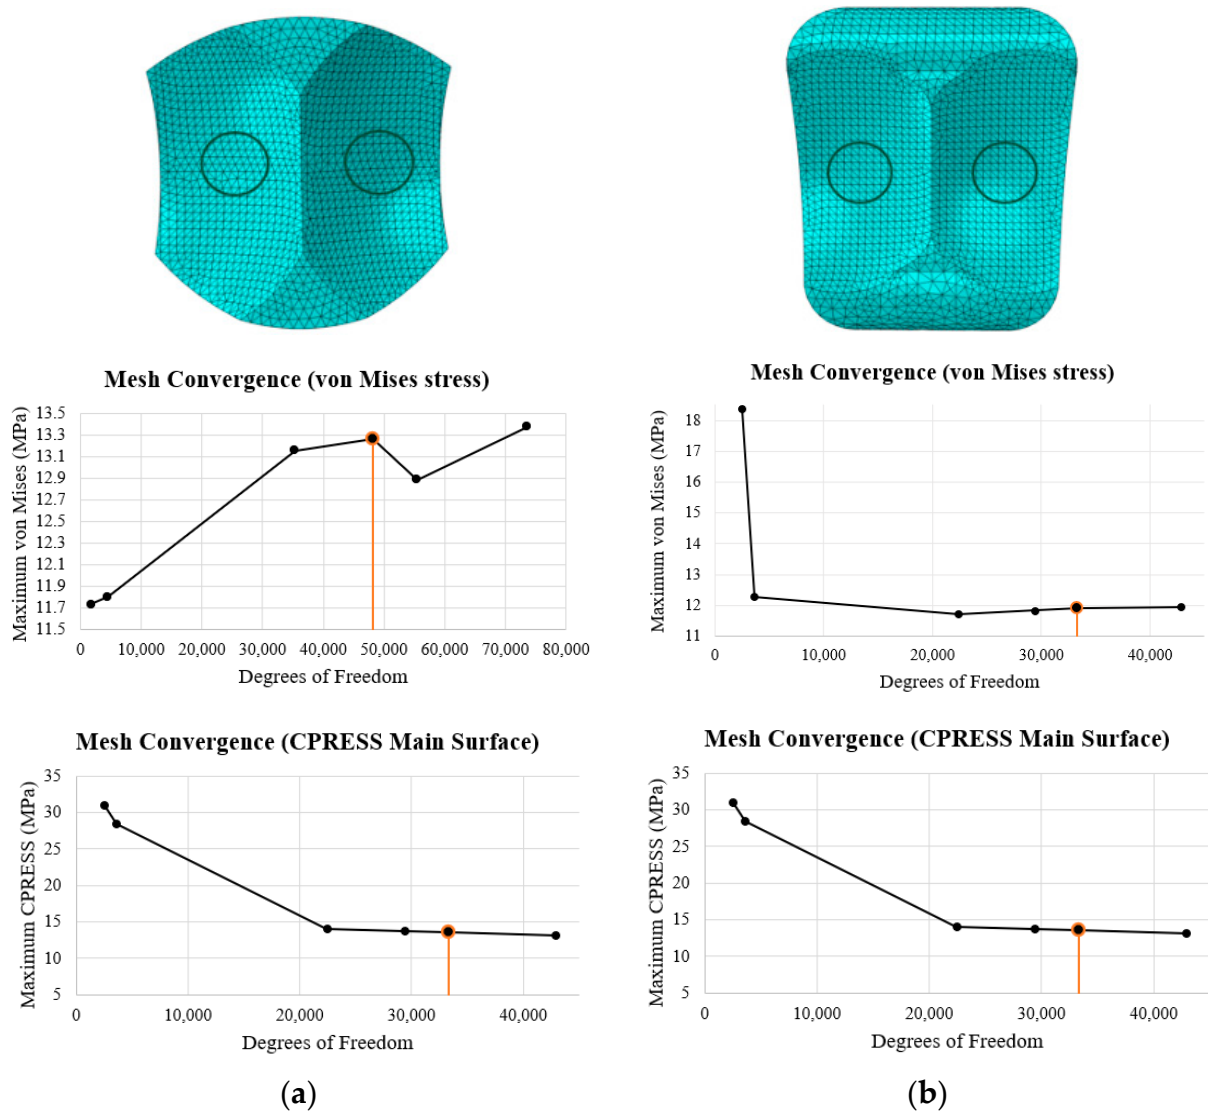 Mesh Convergence (von Mises stress)
Maximum von Mises (MPa)
13.5
13.3
13.1
12.9
12.7
12.5
12.3
12.1
11.9
11.7
11.5
0 10,000 20,000 30,000 40,000 50,000 60,000 70,000 80,000
Degrees of Freedom
Mesh Convergence (CPRESS Main Surface)
Maximum CPRESS (MPa)
35
30
25
20
15
10
5
0 10,000 20,000 30,000 40,000
Degrees of Freedom
(a)
Mesh Convergence (von Mises stress)
Maximum von Mises (MPa)
18
17
16
15
14
13
12
11
0 10,000 20,000 30,000 40,000
Degrees of Freedom
Mesh Convergence (CPRESS Main Surface)
Maximum CPRESS (MPa)
35
30
25
20
15
10
5
0 10,000 20,000 30,000 40,000
Degrees of Freedom
(b)